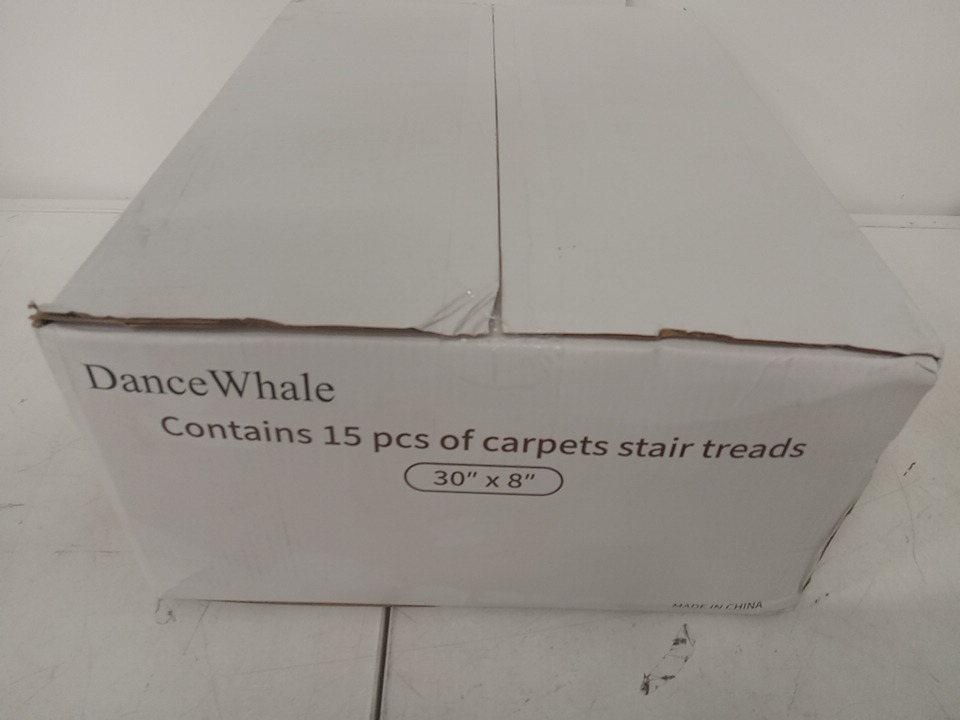 DanceWhale
Contains 15 pcs of carpets stair treads
30" x 8"
MADE IN CHINA